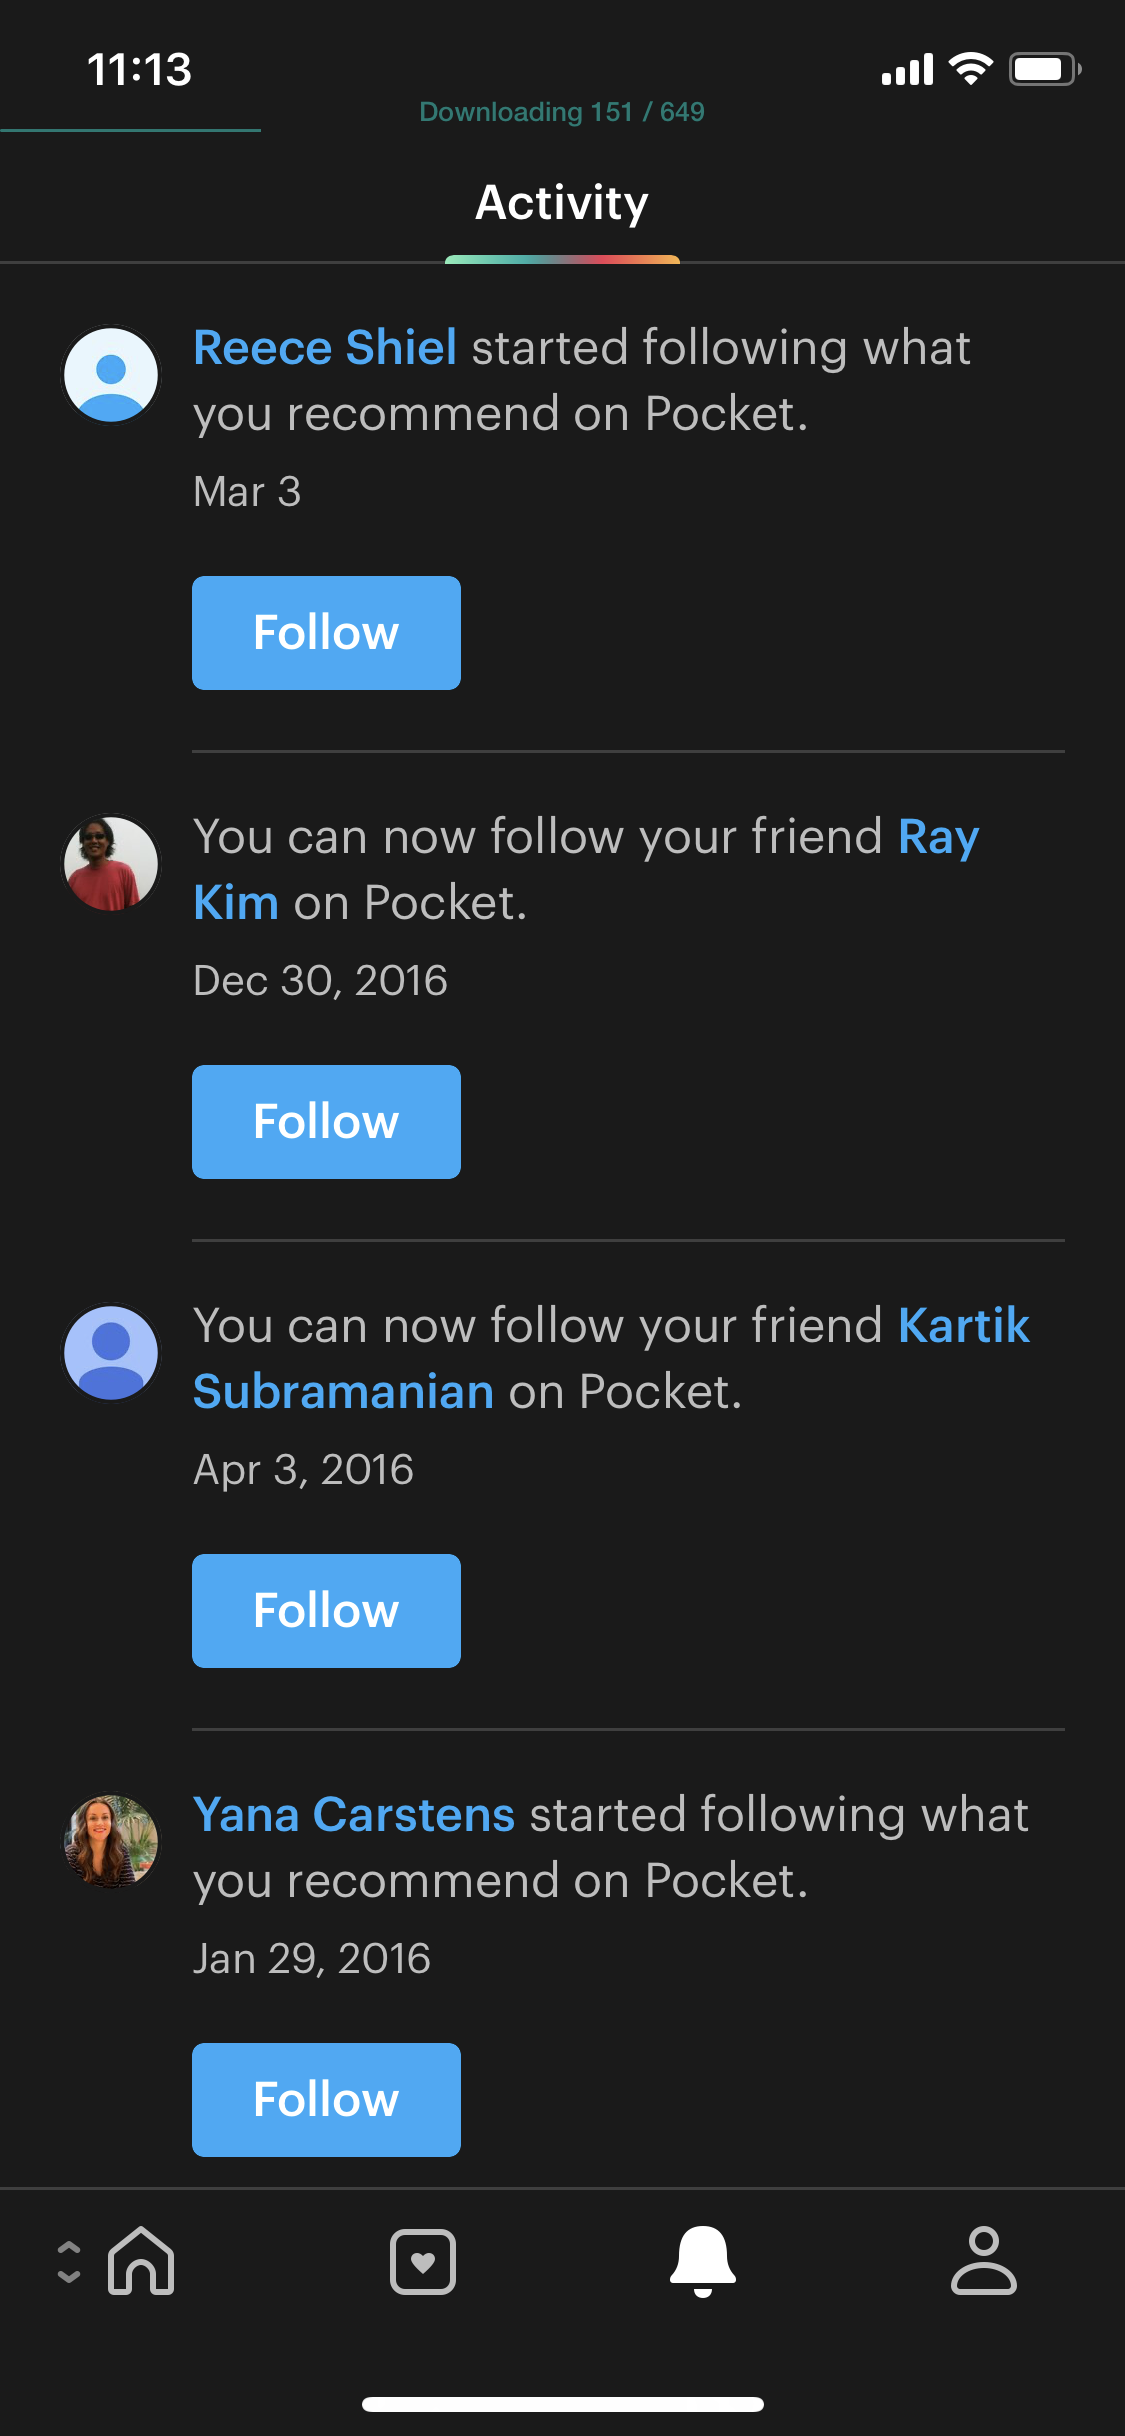 11:13
Downloading 151 / 649
Activity
Reece Shiel started following what
you recommend on Pocket.
Mar 3
Follow
You can now follow your friend Ray
Kim on Pocket.
Dec 30, 2016
Follow
You can now follow your friend Kartik
Subramanian on Pocket.
Apr 3, 2016
Follow
Yana Carstens started following what
you recommend on Pocket.
Jan 29, 2016
Follow